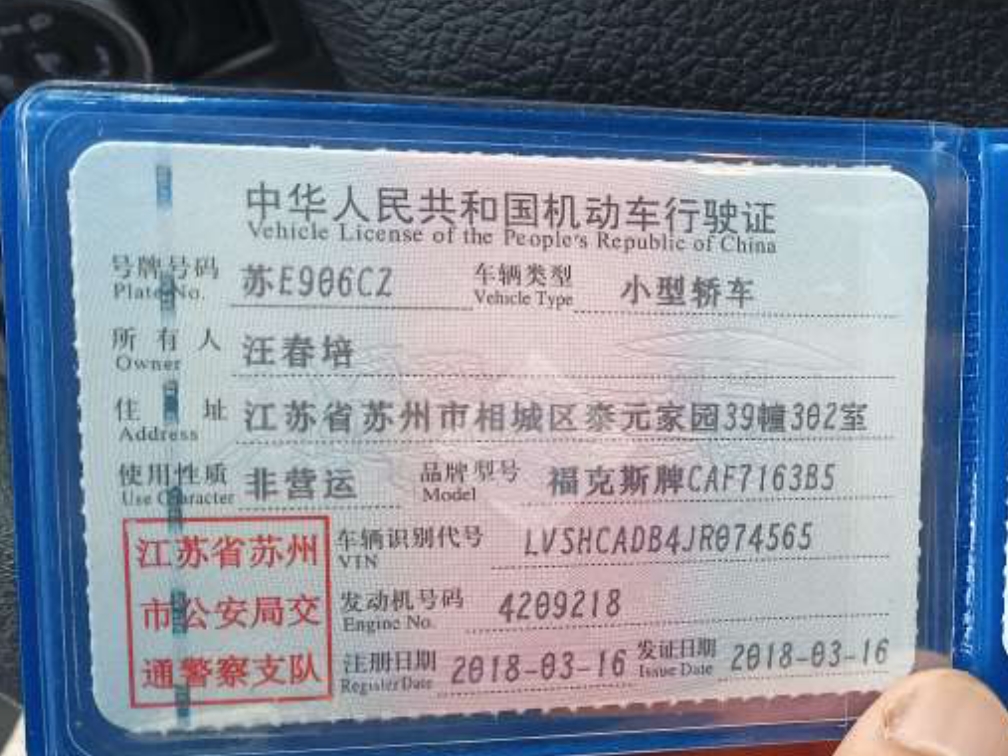 中华人民共和国机动车行驶证
Vehicle License of the People's Republic of China
号牌号码 苏E906CZ 车辆类型 小型轿车
Plate No. Vehicle Type
所有人 汪春培
Owner
住址 江苏省苏州市相城区泰元家园39幢302室
Address
使用性质 非营运 品牌型号 福克斯牌CAF7163B5
Use Character Model
江苏省苏州 车辆识别代号 LVSHCADB4JR074565
VIN
市公安局交 发动机号码 4209218
Engine No.
通警察支队 注册日期 2018-03-16 发证日期 2018-03-16
Register Date Issue Date